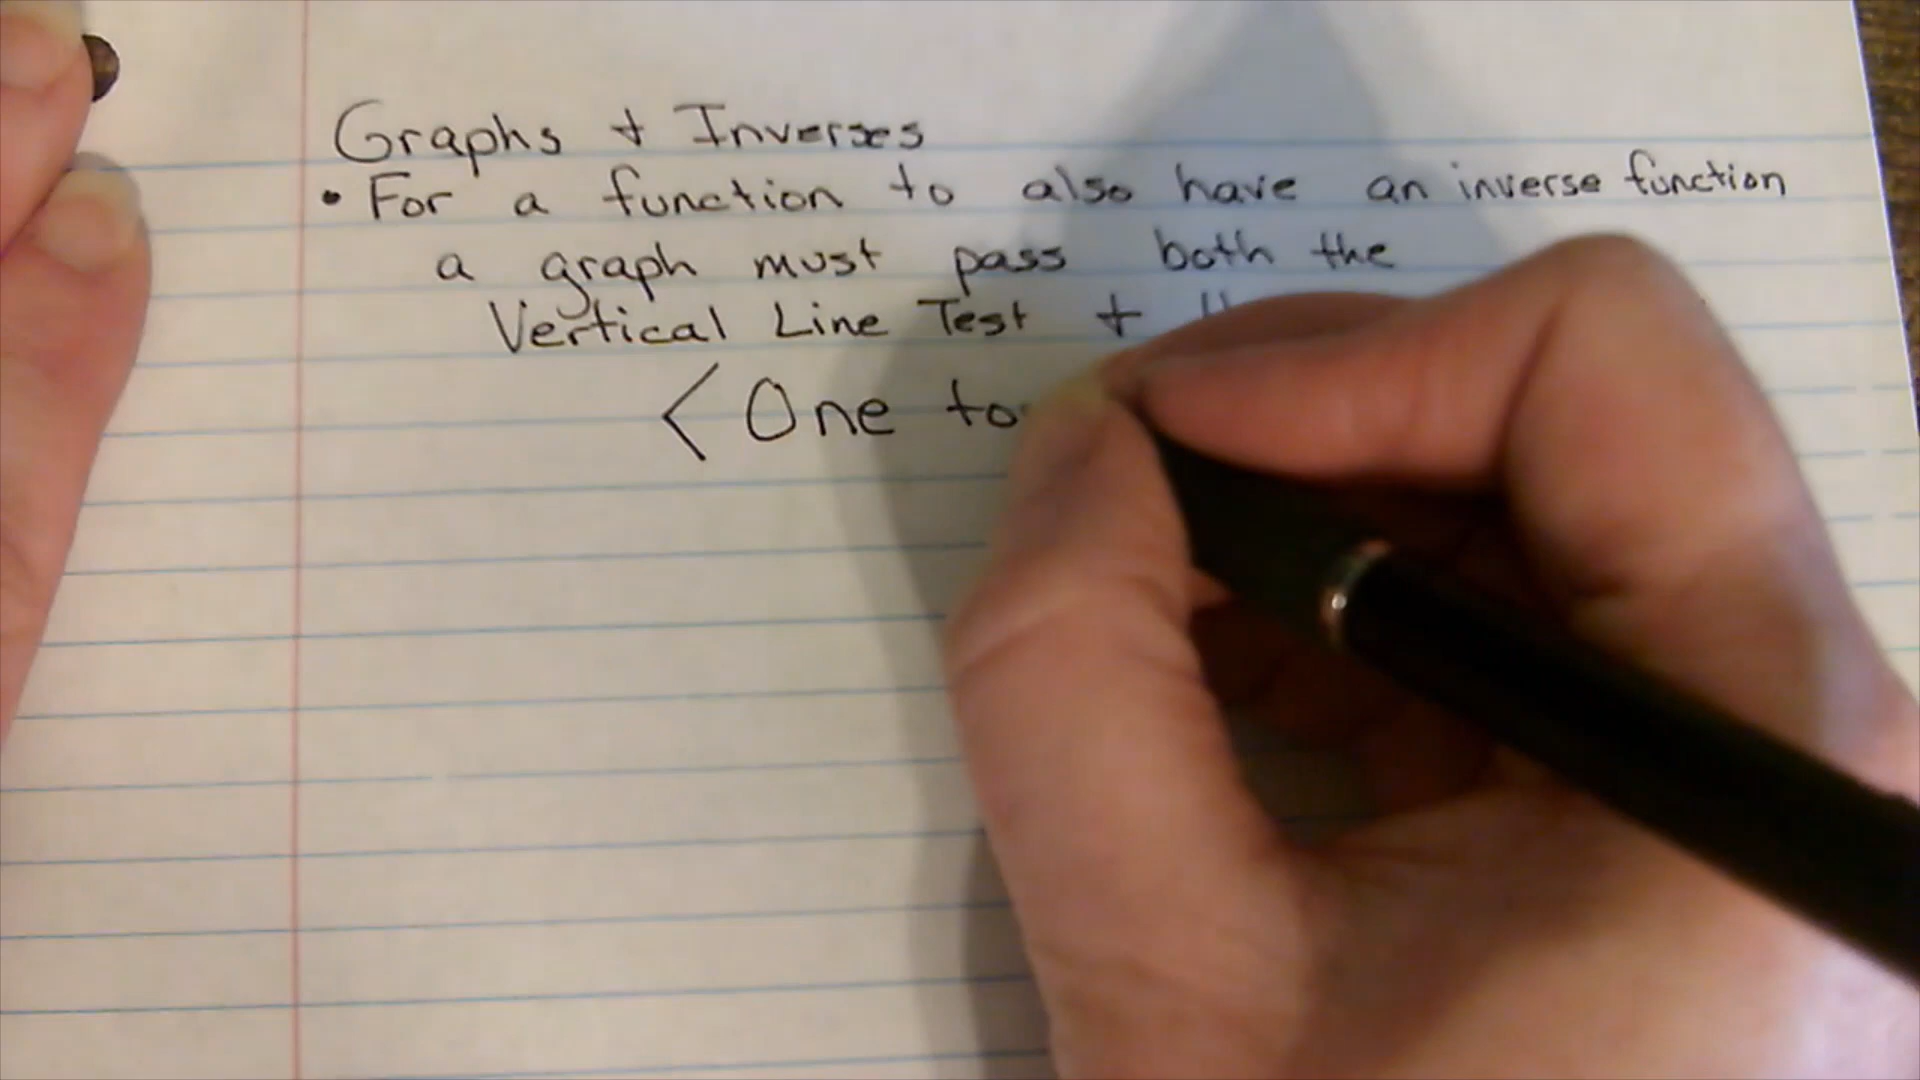 Graphs + Inverses
• For a function to also have an inverse function
a graph must pass both the
Vertical Line Test +
< One to